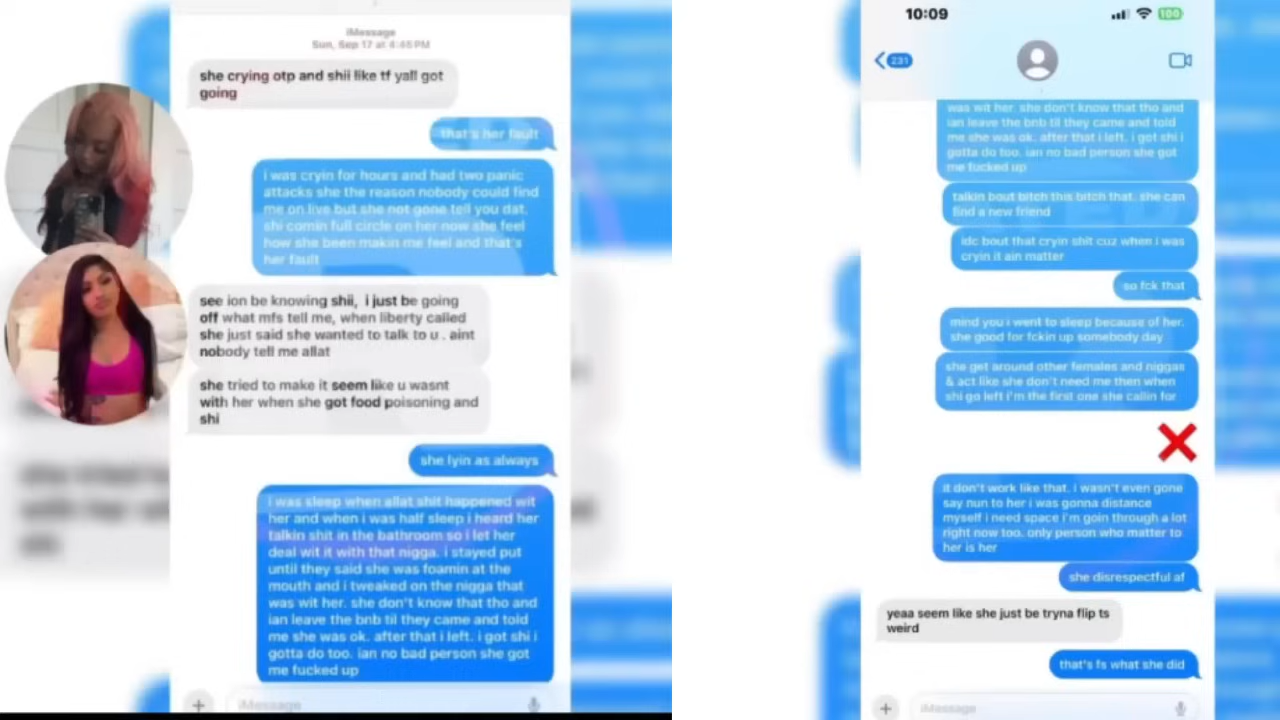 iMessage
Sun, Sep 17 at 4:45 PM
she crying otp and shii like tf yall got
going
that's her fault
i was cryin for hours and had two panic
attacks she the reason nobody could find
me on live but she not gone tell you dat.
shi comin full circle on her now she feel
how she been makin me feel and that's
her fault
see ion be knowing shii, i just be going
off what mfs tell me, when liberty called
she just said she wanted to talk to u . aint
nobody tell me allat
she tried to make it seem like u wasnt
with her when she got food poisoning and
shi
she lyin as always
i was sleep when allat shit happened wit
her and when i was half sleep i heard her
talkin shit in the bathroom so i let her
deal wit it with that nigga. i stayed put
until they said she was foamin at the
mouth and i tweaked on the nigga that
was wit her. she don't know that tho and
ian leave the bnb til they came and told
me she was ok. after that i left. i got shi i
gotta do too. ian no bad person she got
me fucked up
iMessage
10:09
100
231
was wit her. she don't know that tho and
ian leave the bnb til they came and told
me she was ok. after that i left. i got shi i
gotta do too. ian no bad person she got
me fucked up
talkin bout bitch this bitch that. she can
find a new friend
idc bout that cryin shit cuz when i was
cryin it ain matter
so fck that
mind you i went to sleep because of her.
she good for fckin up somebody day
she get around other females and niggas
& act like she don't need me then when
shi go left i'm the first one she callin for
it don't work like that. i wasn't even gone
say nun to her i was gonna distance
myself i need space i'm goin through a lot
right now too. only person who matter to
her is her
she disrespectful af
yeaa seem like she just be tryna flip ts
weird
that's fs what she did
iMessage